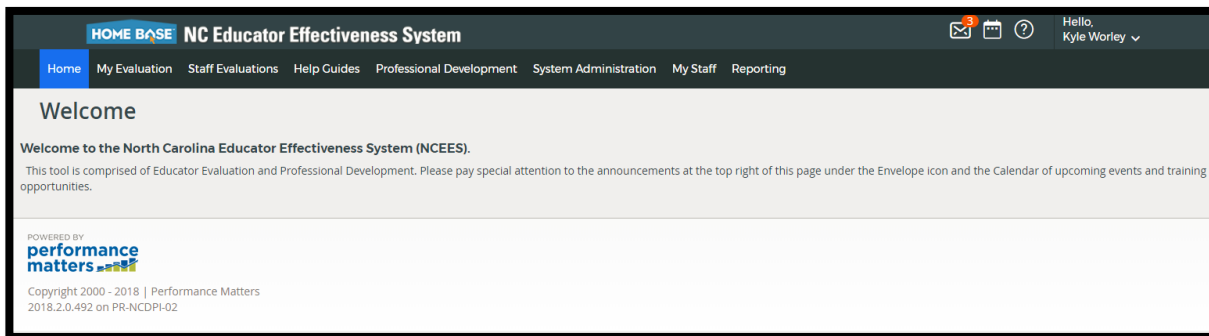 HOME BASE NC Educator Effectiveness System
3
Hello,
Kyle Worley
Home My Evaluation Staff Evaluations Help Guides Professional Development System Administration My Staff Reporting
Welcome
Welcome to the North Carolina Educator Effectiveness System (NCEES).
This tool is comprised of Educator Evaluation and Professional Development. Please pay special attention to the announcements at the top right of this page under the Envelope icon and the Calendar of upcoming events and training
opportunities.
POWERED BY
performance
matters
Copyright 2000 - 2018 | Performance Matters
2018.2.0.492 on PR-NCDPI-02